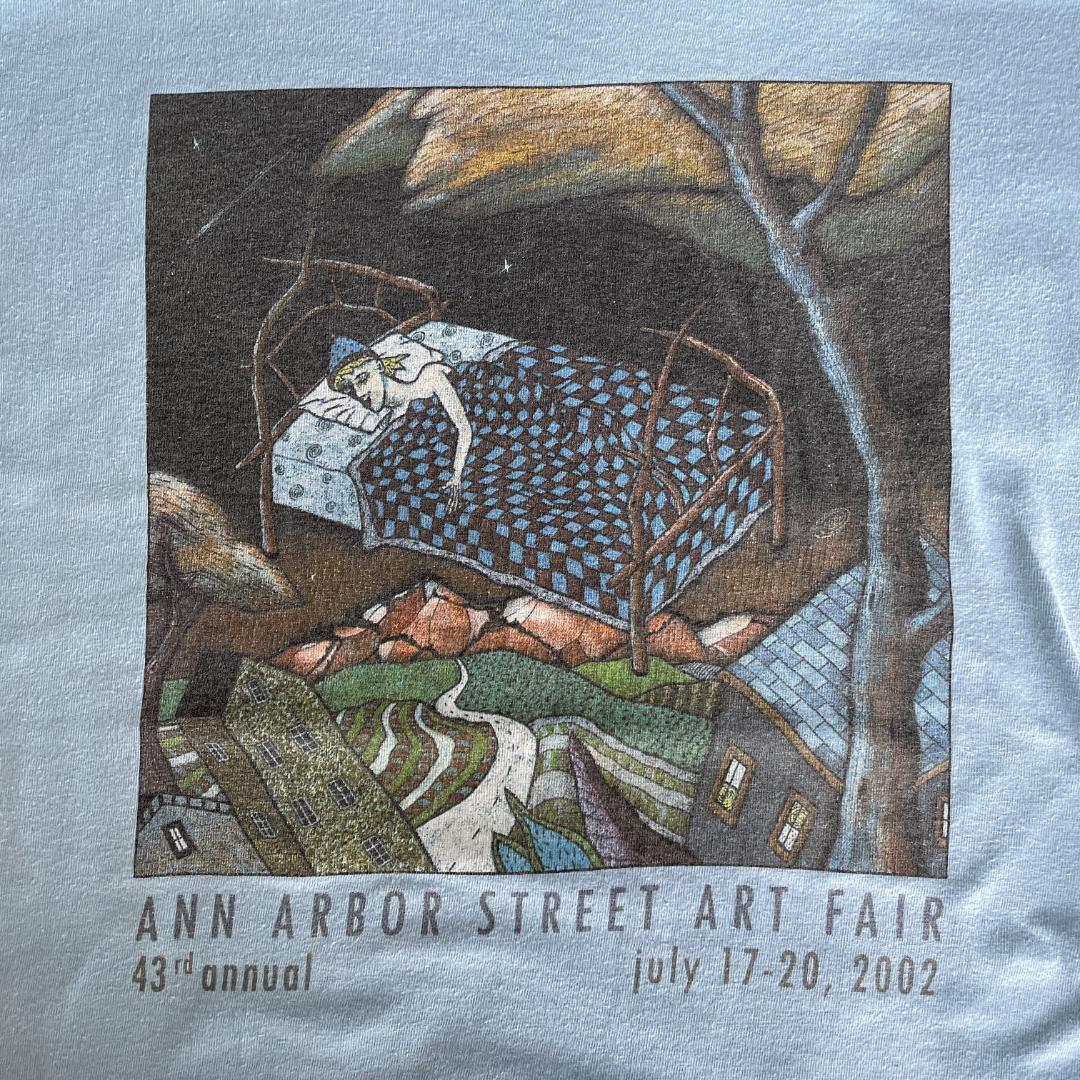 ANN ARBOR STREET ART FAIR
43rd annual july 17-20, 2002